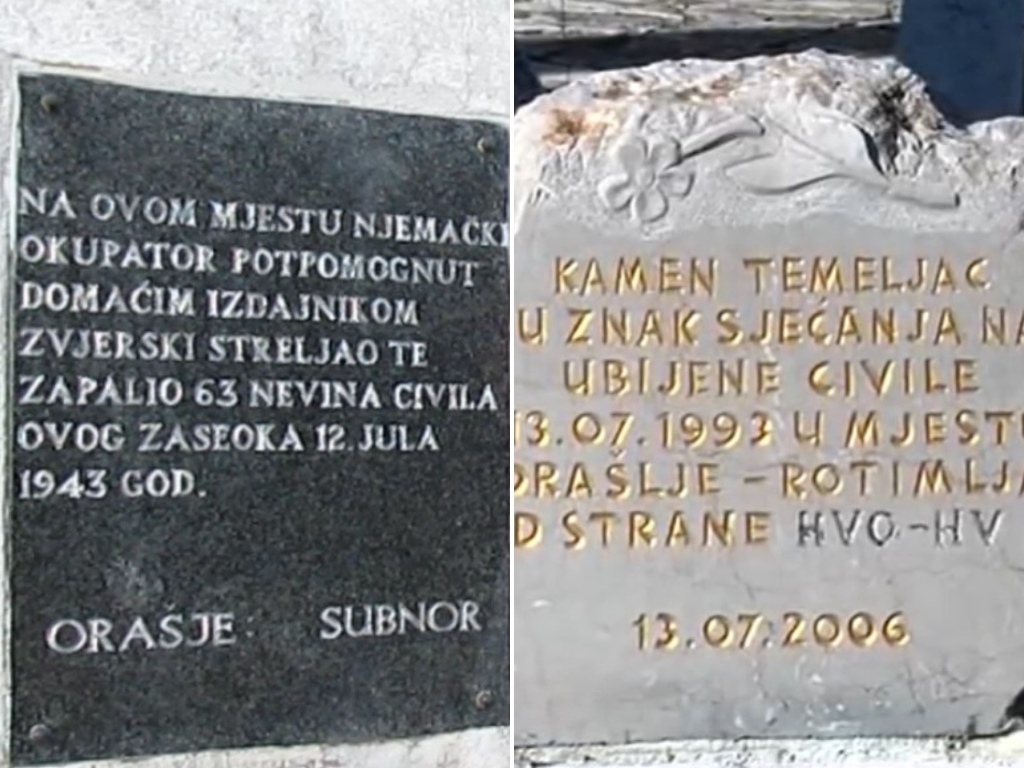 NA OVOM MJESTU NJEMAČKI
OKUPATOR POTPOMOGNUT
DOMAĆIM IZDAJNIKOM
ZVJERSKI STRELJAO TE
ZAPALIO 63 NEVINA CIVILA
OVOG ZASEOKA 12. JULA
1943 GOD.
ORAŠJE SUBNOR
KAMEN TEMELJAC
U ZNAK SJEĆANJA NA
UBIJENE CIVILE
13.07.1993 U MJESTU
ORAŠLJE - ROTIMLJA
OD STRANE HVO-HV
13.07.2006